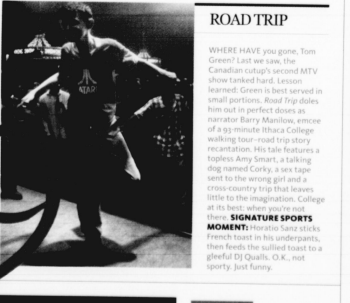 ATARI
ROAD TRIP
WHERE HAVE you gone, Tom
Green? Last we saw, the
Canadian cutup's second MTV
show tanked hard. Lesson
learned: Green is best served in
small portions. Road Trip doles
him out in perfect doses as
narrator Barry Manilow, emcee
of a 93-minute Ithaca College
walking tour–road trip story
recantation. His tale features a
topless Amy Smart, a talking
dog named Corky, a sex tape
sent to the wrong girl and a
cross-country trip that leaves
little to the imagination. College
at its best: when you're not
there. SIGNATURE SPORTS
MOMENT: Horatio Sanz sticks
French toast in his underpants,
then feeds the sullied toast to a
gleeful DJ Qualls. O.K., not
sporty. Just funny.